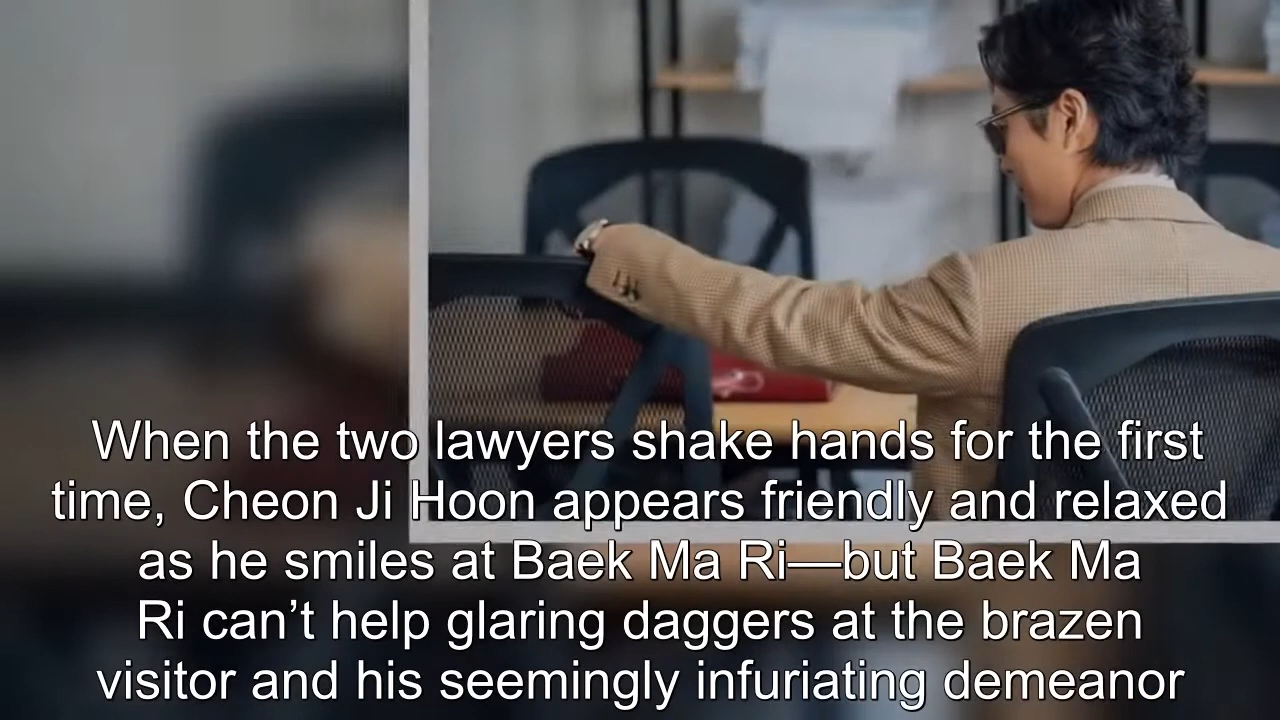 When the two lawyers shake hands for the first
time, Cheon Ji Hoon appears friendly and relaxed
as he smiles at Baek Ma Ri—but Baek Ma
Ri can’t help glaring daggers at the brazen
visitor and his seemingly infuriating demeanor